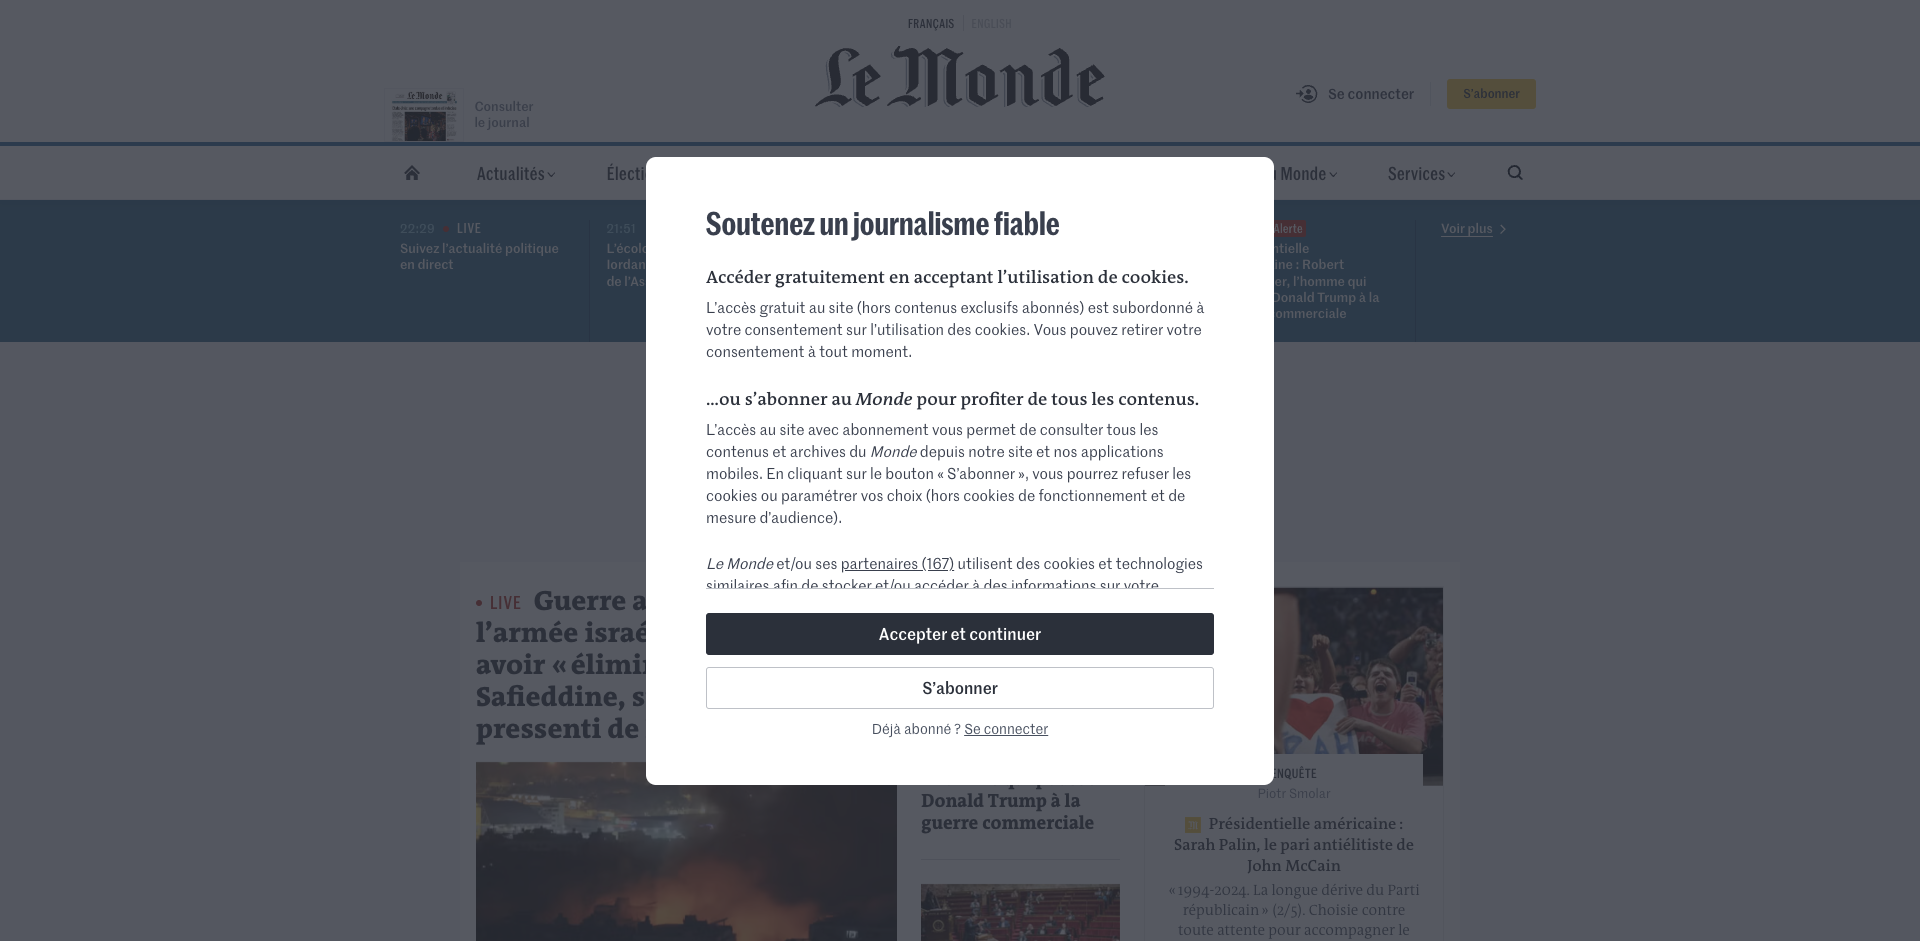 FRANÇAIS
ENGLISH
Le Monde
Le Monde
Consulter
le journal
Se connecter
S'abonner
Actualités
Électi
Monde
Services
22:29 • LIVE
Suivez l'actualité politique
en direct
21:51
L'écolo
Iordan
de l'As
Alerte
ntielle
ine : Robert
er, l'homme qui
Donald Trump à la
ommerciale
Voir plus
Soutenez un journalisme fiable
Accéder gratuitement en acceptant l’utilisation de cookies.
L’accès gratuit au site (hors contenus exclusifs abonnés) est subordonné à
votre consentement sur l’utilisation des cookies. Vous pouvez retirer votre
consentement à tout moment.
...ou s’abonner au Monde pour profiter de tous les contenus.
L’accès au site avec abonnement vous permet de consulter tous les
contenus et archives du Monde depuis notre site et nos applications
mobiles. En cliquant sur le bouton « S’abonner », vous pourrez refuser les
cookies ou paramétrer vos choix (hors cookies de fonctionnement et de
mesure d’audience).
Le Monde et/ou ses partenaires (167) utilisent des cookies et technologies
similaires afin de stocker et/ou accéder à des informations sur votre
Accepter et continuer
S’abonner
Déjà abonné ? Se connecter
• LIVE Guerre a
l’armée israé
avoir « élimi
Safieddine, s
pressenti de
Donald Trump à la
guerre commerciale
ENQUÊTE
Piotr Smolar
Présidentielle américaine :
Sarah Palin, le pari antiélitiste de
John McCain
« 1994-2024. La longue dérive du Parti
républicain » (2/5). Choisie contre
toute attente pour accompagner le